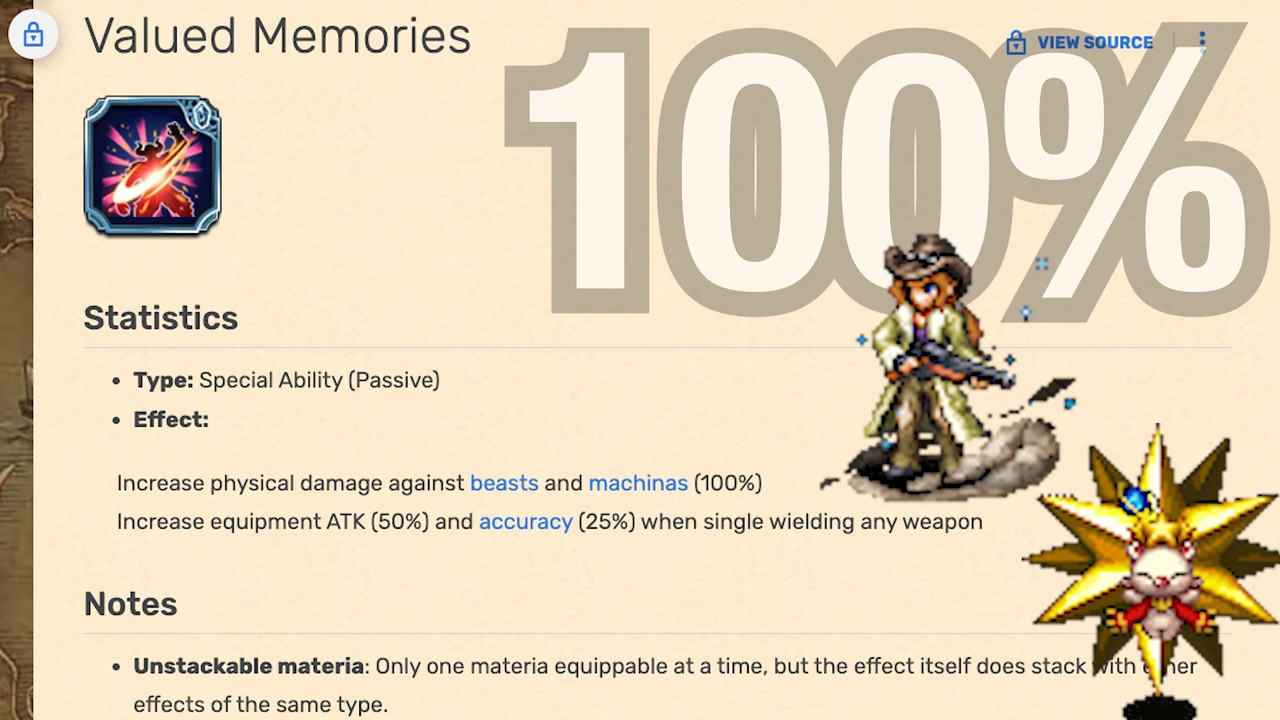 Valued Memories
100%
VIEW SOURCE
Statistics
Type: Special Ability (Passive)
Effect:
Increase physical damage against beasts and machinas (100%)
Increase equipment ATK (50%) and accuracy (25%) when single wielding any weapon
Notes
Unstackable materia: Only one materia equippable at a time, but the effect itself does stack with other
effects of the same type.